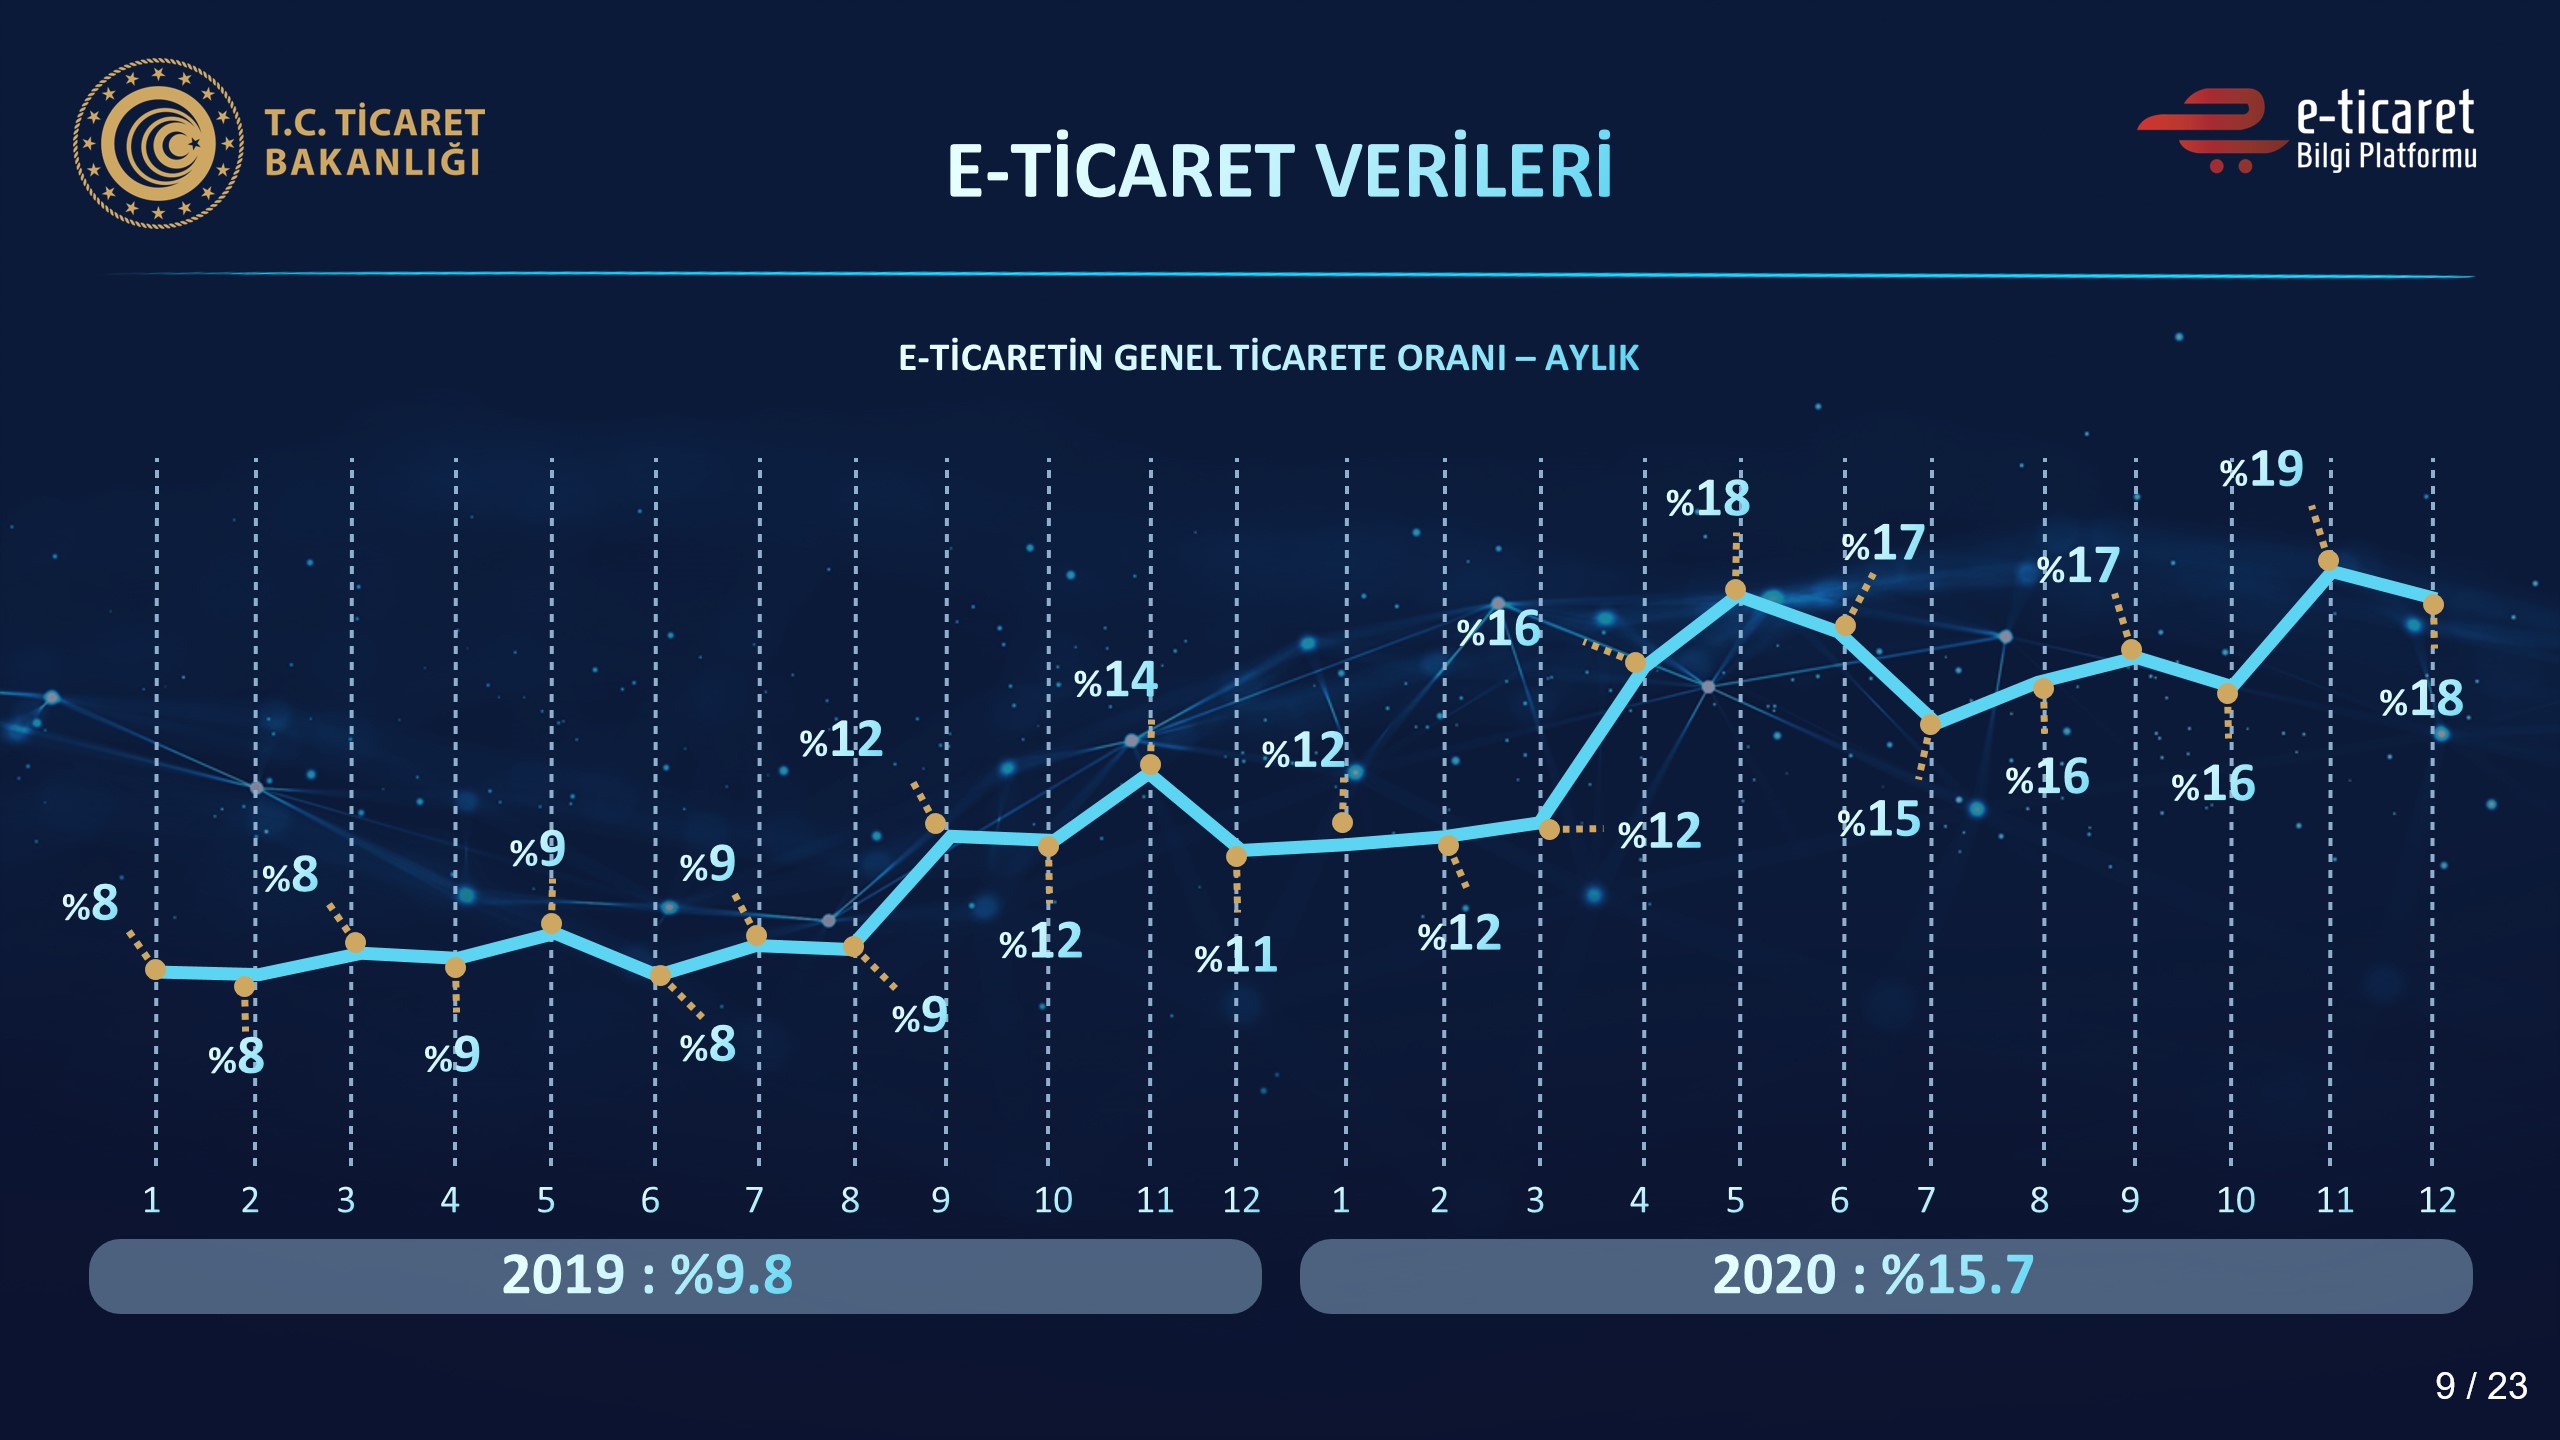 T.C. TİCARET
BAKANLIĞI
E-TİCARET VERİLERİ
e-ticaret
Bilgi Platformu
E-TİCARETİN GENEL TİCARETE ORANI – AYLIK
%8
%8
%8
%9
%9
%8
%9
%9
%12
%12
%14
%11
%12
%12
%12
%16
%18
%17
%15
%16
%17
%16
%19
%18
1 2 3 4 5 6 7 8 9 10 11 12 1 2 3 4 5 6 7 8 9 10 11 12
2019 : %9.8
2020 : %15.7
9 / 23